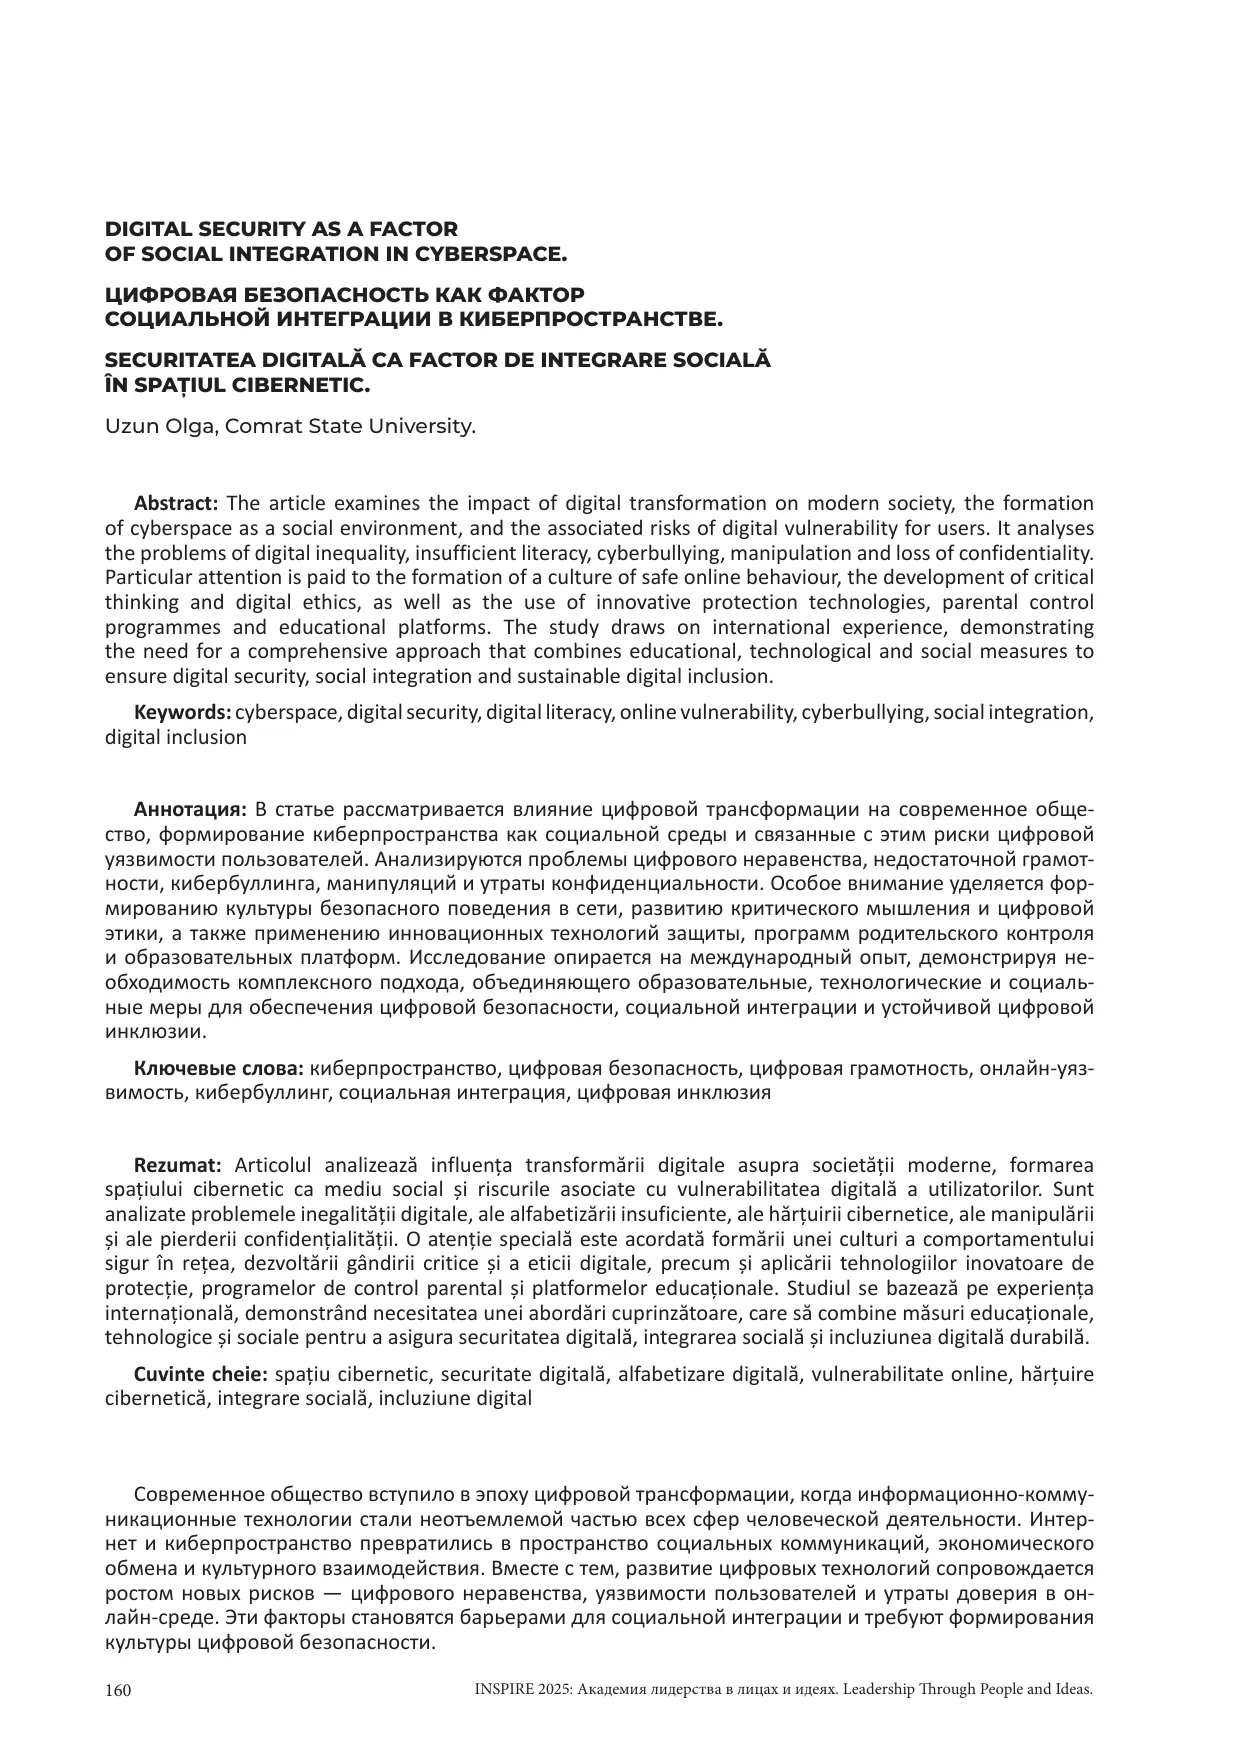 DIGITAL SECURITY AS A FACTOR
OF SOCIAL INTEGRATION IN CYBERSPACE.
ЦИФРОВАЯ БЕЗОПАСНОСТЬ КАК ФАКТОР
СОЦИАЛЬНОЙ ИНТЕГРАЦИИ В КИБЕРПРОСТРАНСТВЕ.
SECURITATEA DIGITALĂ CA FACTOR DE INTEGRARE SOCIALĂ
ÎN SPAȚIUL CIBERNETIC.
Uzun Olga, Comrat State University.
Abstract: The article examines the impact of digital transformation on modern society, the formation
of cyberspace as a social environment, and the associated risks of digital vulnerability for users. It analyses
the problems of digital inequality, insufficient literacy, cyberbullying, manipulation and loss of confidentiality.
Particular attention is paid to the formation of a culture of safe online behaviour, the development of critical
thinking and digital ethics, as well as the use of innovative protection technologies, parental control
programmes and educational platforms. The study draws on international experience, demonstrating
the need for a comprehensive approach that combines educational, technological and social measures to
ensure digital security, social integration and sustainable digital inclusion.
Keywords: cyberspace, digital security, digital literacy, online vulnerability, cyberbullying, social integration,
digital inclusion
Аннотация: В статье рассматривается влияние цифровой трансформации на современное обще-
ство, формирование киберпространства как социальной среды и связанные с этим риски цифровой
уязвимости пользователей. Анализируются проблемы цифрового неравенства, недостаточной грамот-
ности, кибербуллинга, манипуляций и утраты конфиденциальности. Особое внимание уделяется фор-
мированию культуры безопасного поведения в сети, развитию критического мышления и цифровой
этики, а также применению инновационных технологий защиты, программ родительского контроля
и образовательных платформ. Исследование опирается на международный опыт, демонстрируя не-
обходимость комплексного подхода, объединяющего образовательные, технологические и социаль-
ные меры для обеспечения цифровой безопасности, социальной интеграции и устойчивой цифровой
инклюзии.
Ключевые слова: киберпространство, цифровая безопасность, цифровая грамотность, онлайн-уяз-
вимость, кибербуллинг, социальная интеграция, цифровая инклюзия
Rezumat: Articolul analizează influența transformării digitale asupra societății moderne, formarea
spațiului cibernetic ca mediu social și riscurile asociate cu vulnerabilitatea digitală a utilizatorilor. Sunt
analizate problemele inegalității digitale, ale alfabetizării insuficiente, ale hărțuirii cibernetice, ale manipulării
și ale pierderii confidențialității. O atenție specială este acordată formării unei culturi a comportamentului
sigur în rețea, dezvoltării gândirii critice și a eticii digitale, precum și aplicării tehnologiilor inovatoare de
protecție, programelor de control parental și platformelor educaționale. Studiul se bazează pe experiența
internațională, demonstrând necesitatea unei abordări cuprinzătoare, care să combine măsuri educaționale,
tehnologice și sociale pentru a asigura securitatea digitală, integrarea socială și incluziunea digitală durabilă.
Cuvinte cheie: spațiu cibernetic, securitate digitală, alfabetizare digitală, vulnerabilitate online, hărțuire
cibernetică, integrare socială, incluziune digital
Современное общество вступило в эпоху цифровой трансформации, когда информационно-комму-
никационные технологии стали неотъемлемой частью всех сфер человеческой деятельности. Интер-
нет и киберпространство превратились в пространство социальных коммуникаций, экономического
обмена и культурного взаимодействия. Вместе с тем, развитие цифровых технологий сопровождается
ростом новых рисков — цифрового неравенства, уязвимости пользователей и утраты доверия в он-
лайн-среде. Эти факторы становятся барьерами для социальной интеграции и требуют формирования
культуры цифровой безопасности.
160
INSPIRE 2025: Академия лидерства в лицах и идеях. Leadership Through People and Ideas.